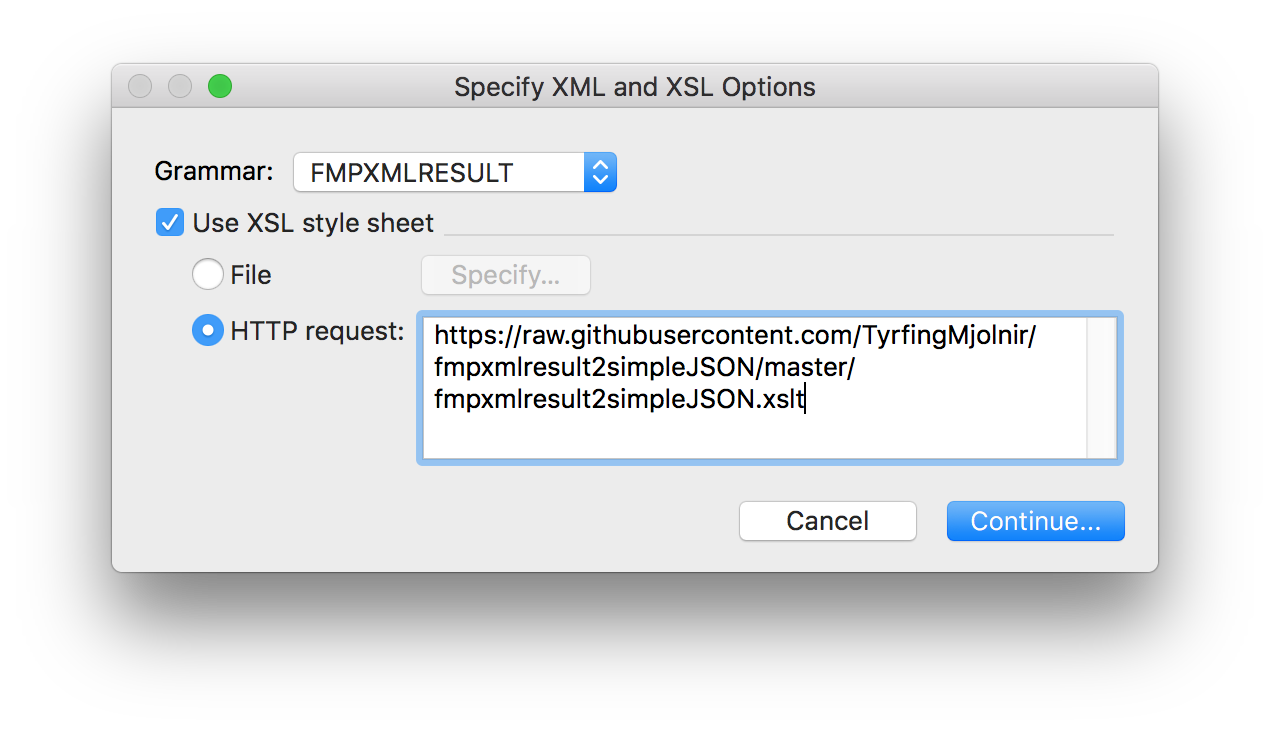 Specify XML and XSL Options
Grammar: FMPXMLRESULT
Use XSL style sheet
File Specify...
HTTP request: https://raw.githubusercontent.com/TyrfingMjolnir/
fmpxmlresult2simpleJSON/master/
fmpxmlresult2simpleJSON.xslt
Cancel Continue...